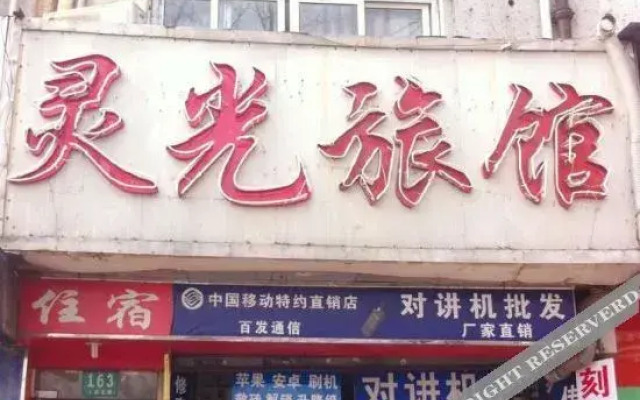 灵光旅馆
住宿
中国移动特约直销店
百发通信
对讲机批发
厂家直销
163
苹果 安卓 刷机
对讲机
刻
RIGHT RESERVERD